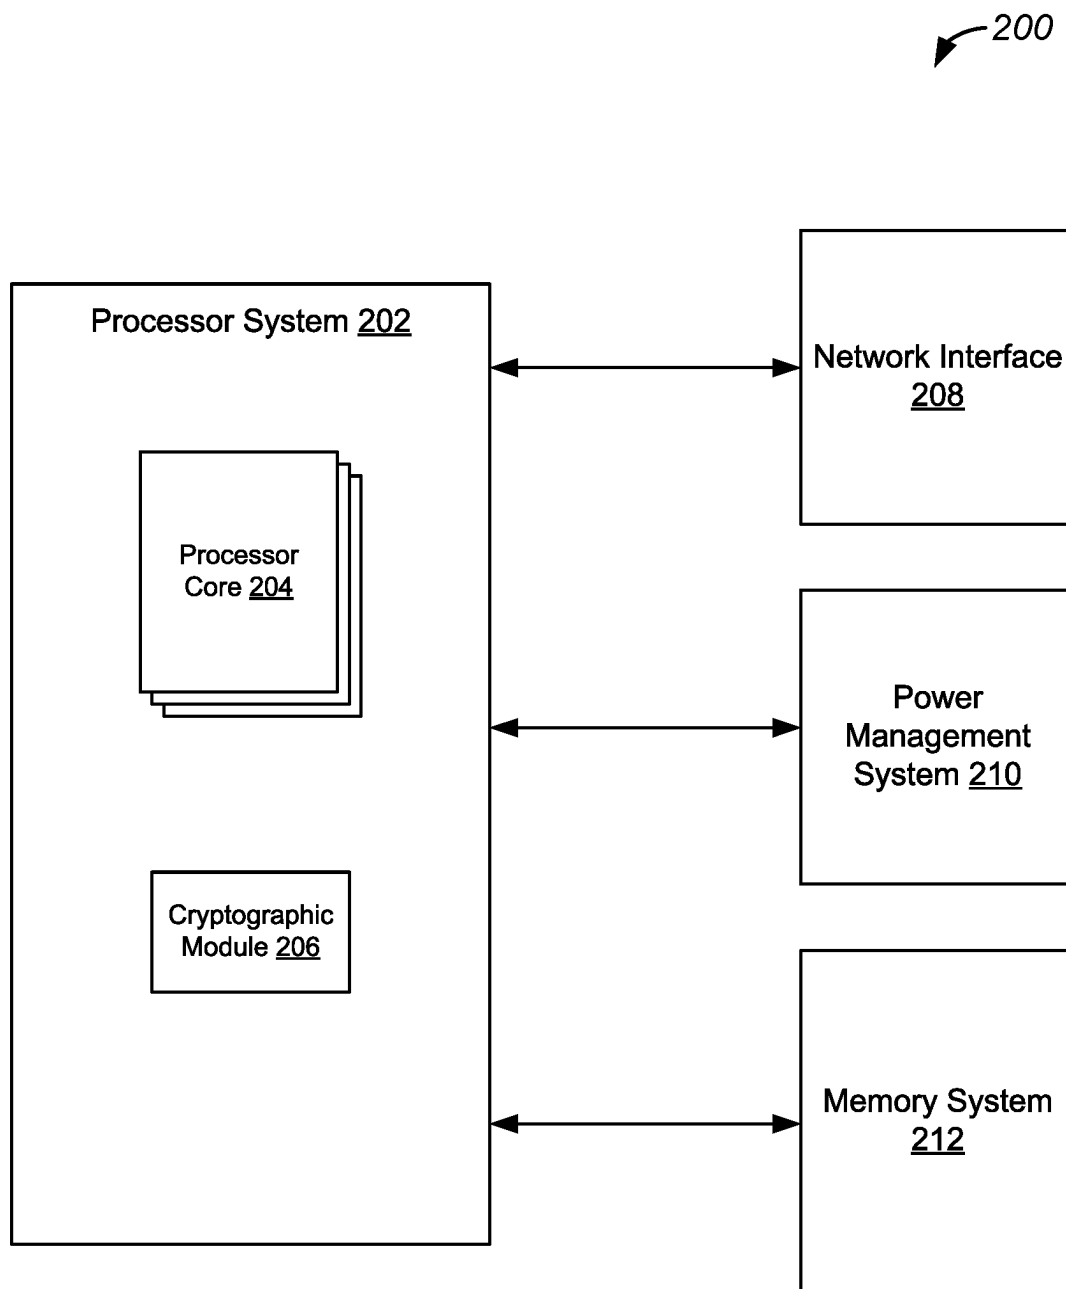 200
Processor System 202
Network Interface
208
Processor
Core 204
Power
Management
System 210
Cryptographic
Module 206
Memory System
212